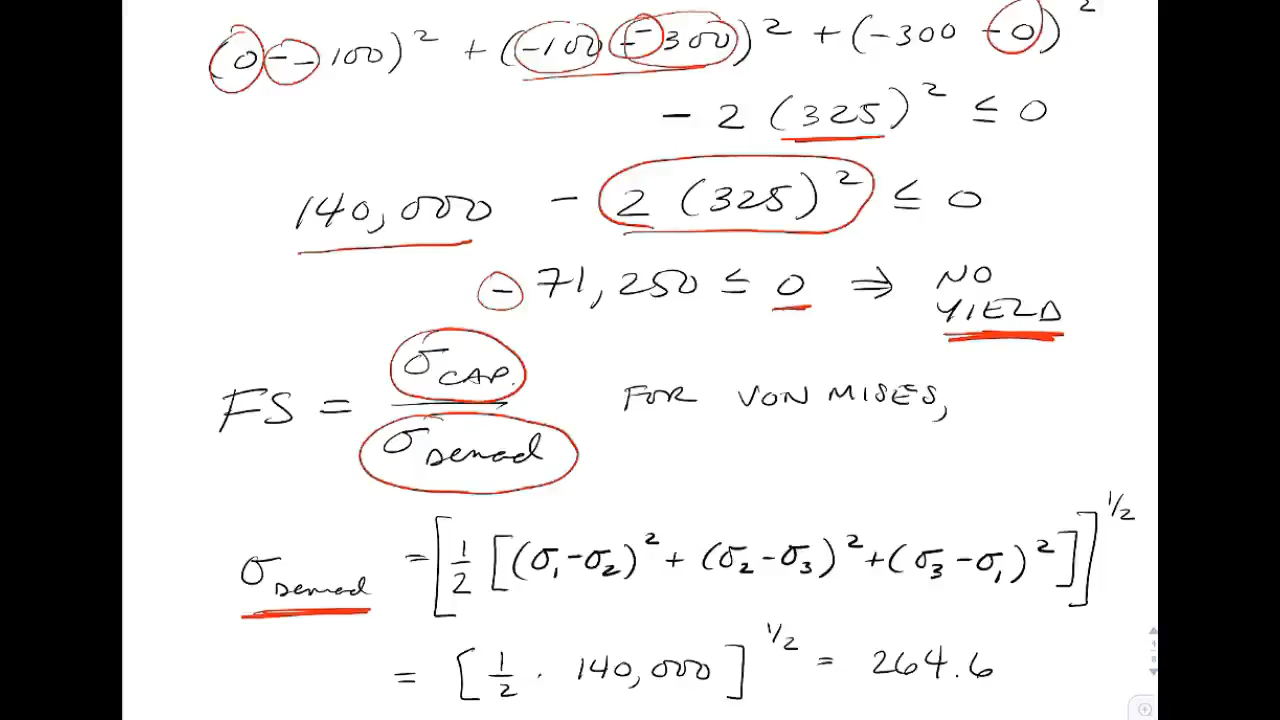 (0 - -100)² + (-100 - -300)² + (-300 - 0)²
- 2 (325)² ≤ 0
140,000 - 2 (325)² ≤ 0
-71,250 ≤ 0 ⇒ NO YIELD
FS = σCAP. / σDemad FOR VON MISES,
σDemad = [1/2 [(σ₁-σ₂)² + (σ₂-σ₃)² + (σ₃-σ₁)²]]^1/2
= [1/2 · 140,000]^1/2 = 264.6